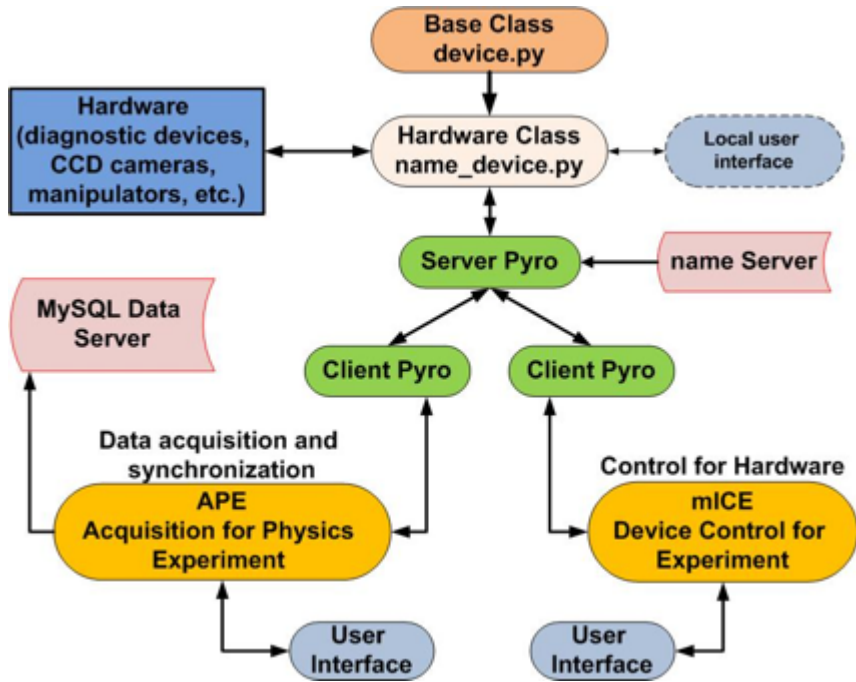 Base Class
device.py
Hardware
(diagnostic devices,
CCD cameras,
manipulators, etc.)
Hardware Class
name_device.py
Local user
interface
Server Pyro
name Server
MySQL Data
Server
Client Pyro
Client Pyro
Data acquisition and
synchronization
APE
Acquisition for Physics
Experiment
Control for Hardware
mICE
Device Control for
Experiment
User
Interface
User
Interface